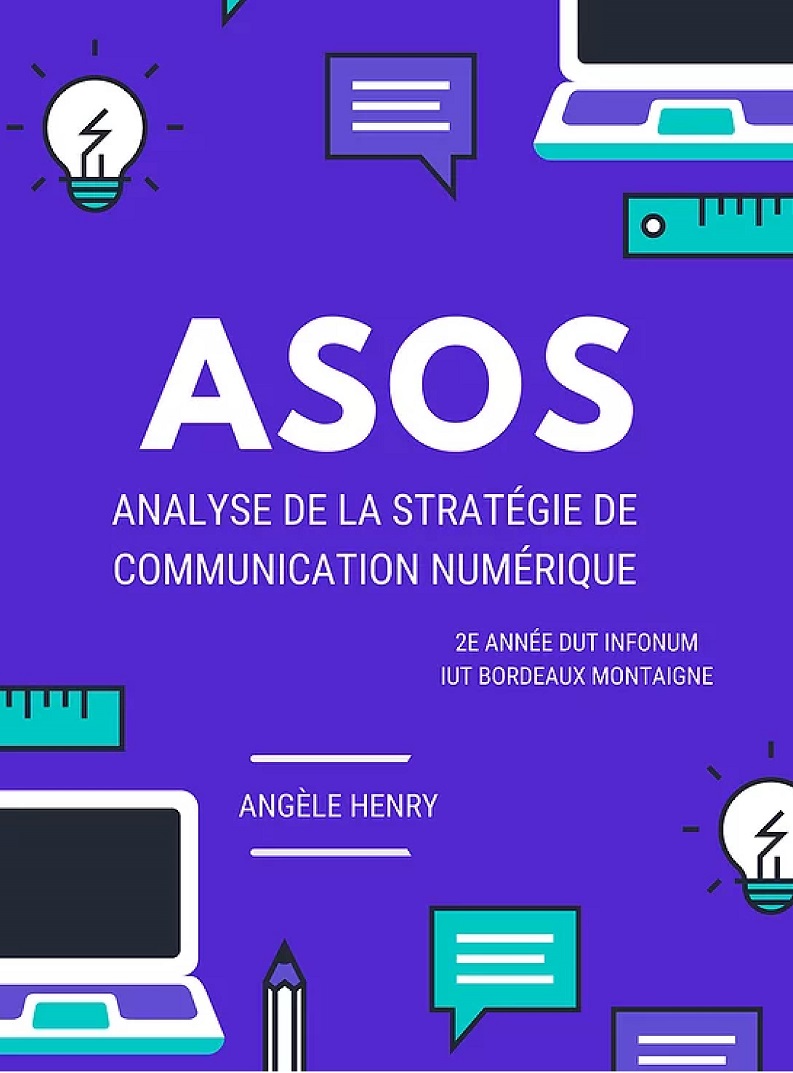 ASOS
ANALYSE DE LA STRATÉGIE DE
COMMUNICATION NUMÉRIQUE
2E ANNÉE DUT INFONUM
IUT BORDEAUX MONTAIGNE
ANGÈLE HENRY